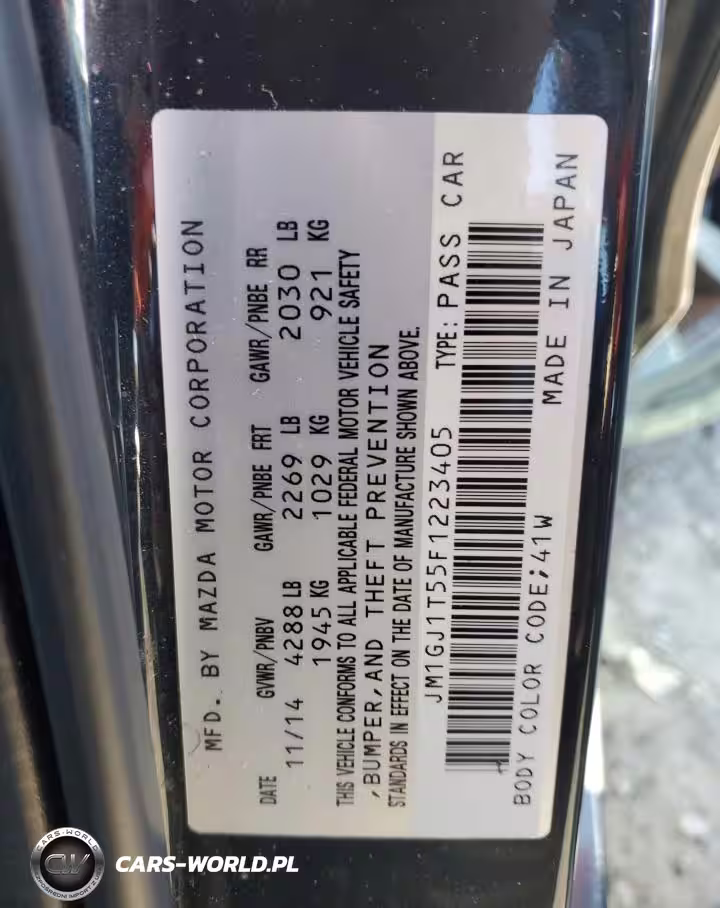 MFD. BY MAZDA MOTOR CORPORATION
DATE GVWR/PNBV GAWR/PNBE FRT GAWR/PNBE RR
11/14 4288 LB 2269 LB 2030 LB
1945 KG 1029 KG 921 KG
THIS VEHICLE CONFORMS TO ALL APPLICABLE FEDERAL MOTOR VEHICLE SAFETY
,BUMPER, AND THEFT PREVENTION
STANDARDS IN EFFECT ON THE DATE OF MANUFACTURE SHOWN ABOVE.
JM1GJ1T55F1223405 TYPE: PASS CAR
BODY COLOR CODE;41W MADE IN JAPAN
CARS-WORLD
CW
CARS-WORLD.PL